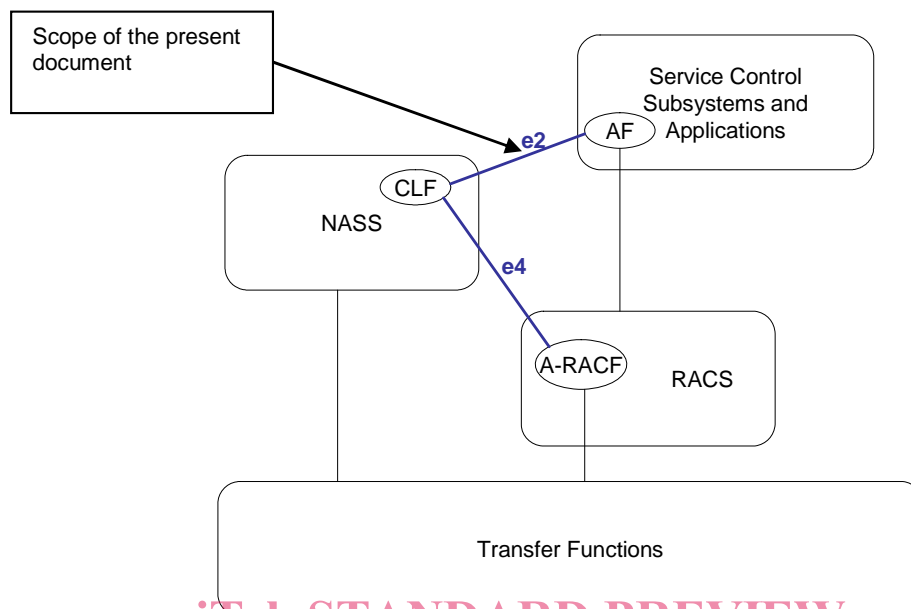 Scope of the present
document
Service Control
Subsystems and
Applications
AF
e2
CLF
NASS
e4
A-RACF
RACS
Transfer Functions
STANDARD PREVIEW